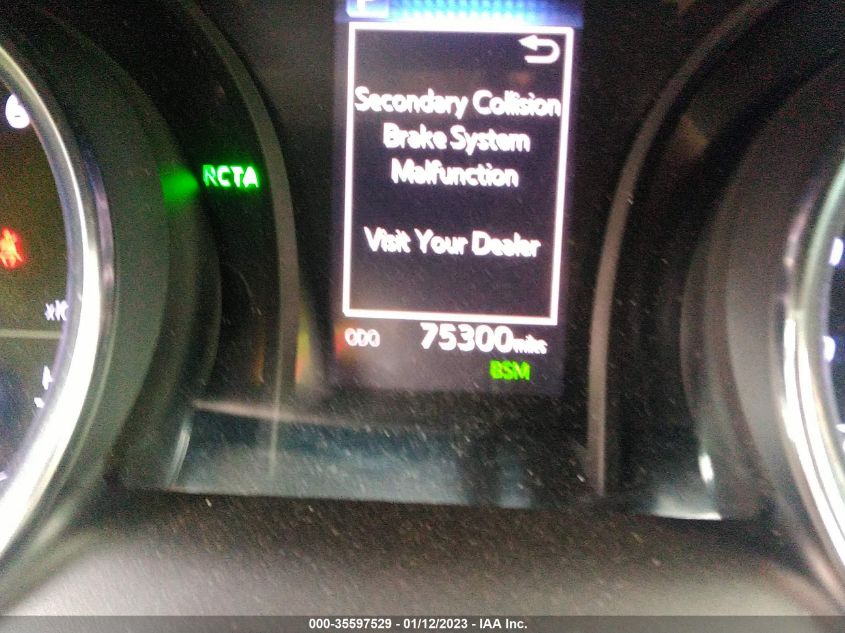 P
Secondary Collision
Brake System
Malfunction
Visit Your Dealer
RCTA
6
ODO 75300 miles
BSM
000-35597529 - 01/12/2023 - IAA Inc.